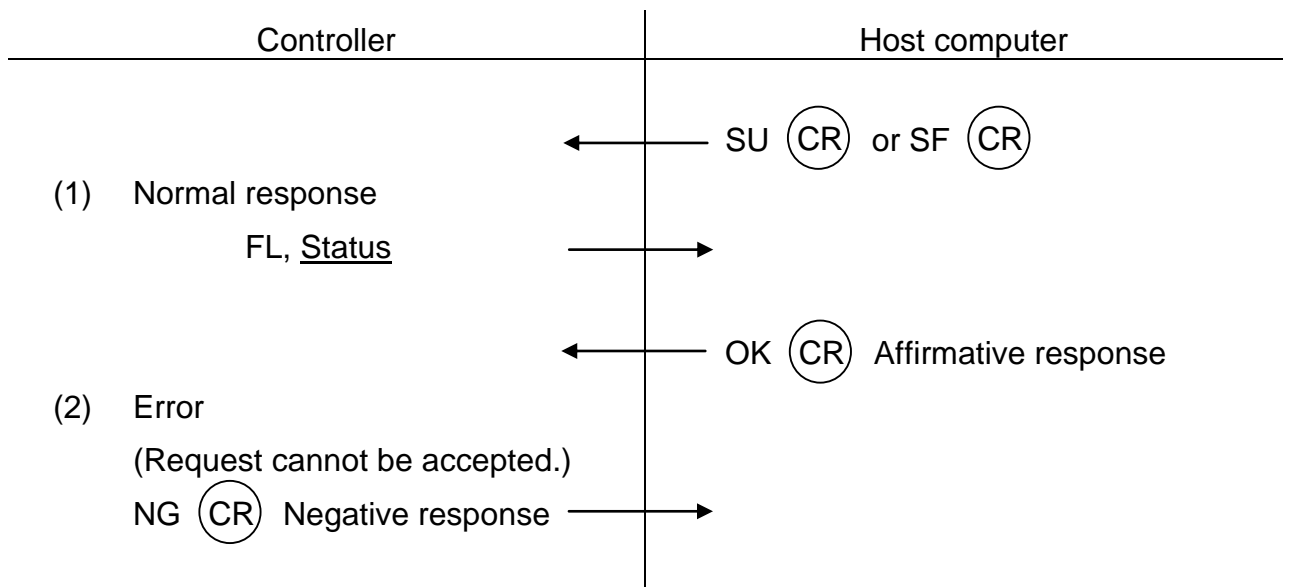 Controller Host computer
SU CR or SF CR
(1) Normal response
FL, Status
OK CR Affirmative response
(2) Error
(Request cannot be accepted.)
NG CR Negative response